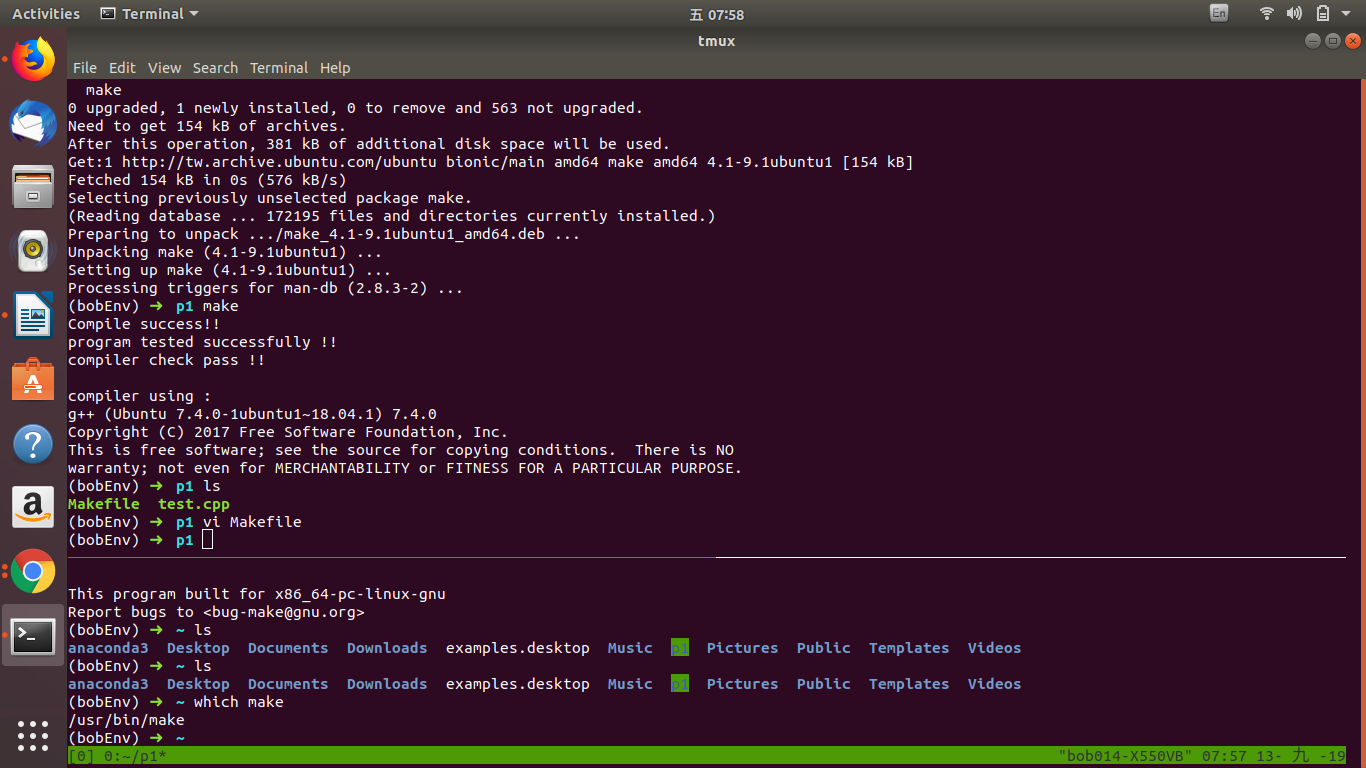 Activities Terminal 五 07:58 En
tmux
File Edit View Search Terminal Help
make
0 upgraded, 1 newly installed, 0 to remove and 563 not upgraded.
Need to get 154 kB of archives.
After this operation, 381 kB of additional disk space will be used.
Get:1 http://tw.archive.ubuntu.com/ubuntu bionic/main amd64 make amd64 4.1-9.1ubuntu1 [154 kB]
Fetched 154 kB in 0s (576 kB/s)
Selecting previously unselected package make.
(Reading database ... 172195 files and directories currently installed.)
Preparing to unpack .../make_4.1-9.1ubuntu1_amd64.deb ...
Unpacking make (4.1-9.1ubuntu1) ...
Setting up make (4.1-9.1ubuntu1) ...
Processing triggers for man-db (2.8.3-2) ...
(bobEnv) ➜ p1 make
Compile success!!
program tested successfully !!
compiler check pass !!
compiler using :
g++ (Ubuntu 7.4.0-1ubuntu1~18.04.1) 7.4.0
Copyright (C) 2017 Free Software Foundation, Inc.
This is free software; see the source for copying conditions.  There is NO
warranty; not even for MERCHANTABILITY or FITNESS FOR A PARTICULAR PURPOSE.
(bobEnv) ➜ p1 ls
Makefile  test.cpp
(bobEnv) ➜ p1 vi Makefile
(bobEnv) ➜ p1
This program built for x86_64-pc-linux-gnu
Report bugs to <bug-make@gnu.org>
(bobEnv) ➜ ~ ls
anaconda3  Desktop  Documents  Downloads  examples.desktop  Music  p1  Pictures  Public  Templates  Videos
(bobEnv) ➜ ~ ls
anaconda3  Desktop  Documents  Downloads  examples.desktop  Music  p1  Pictures  Public  Templates  Videos
(bobEnv) ➜ ~ which make
/usr/bin/make
(bobEnv) ➜ ~
[0] 0:~/p1* "bob014-X550VB" 07:57 13- 九 -19